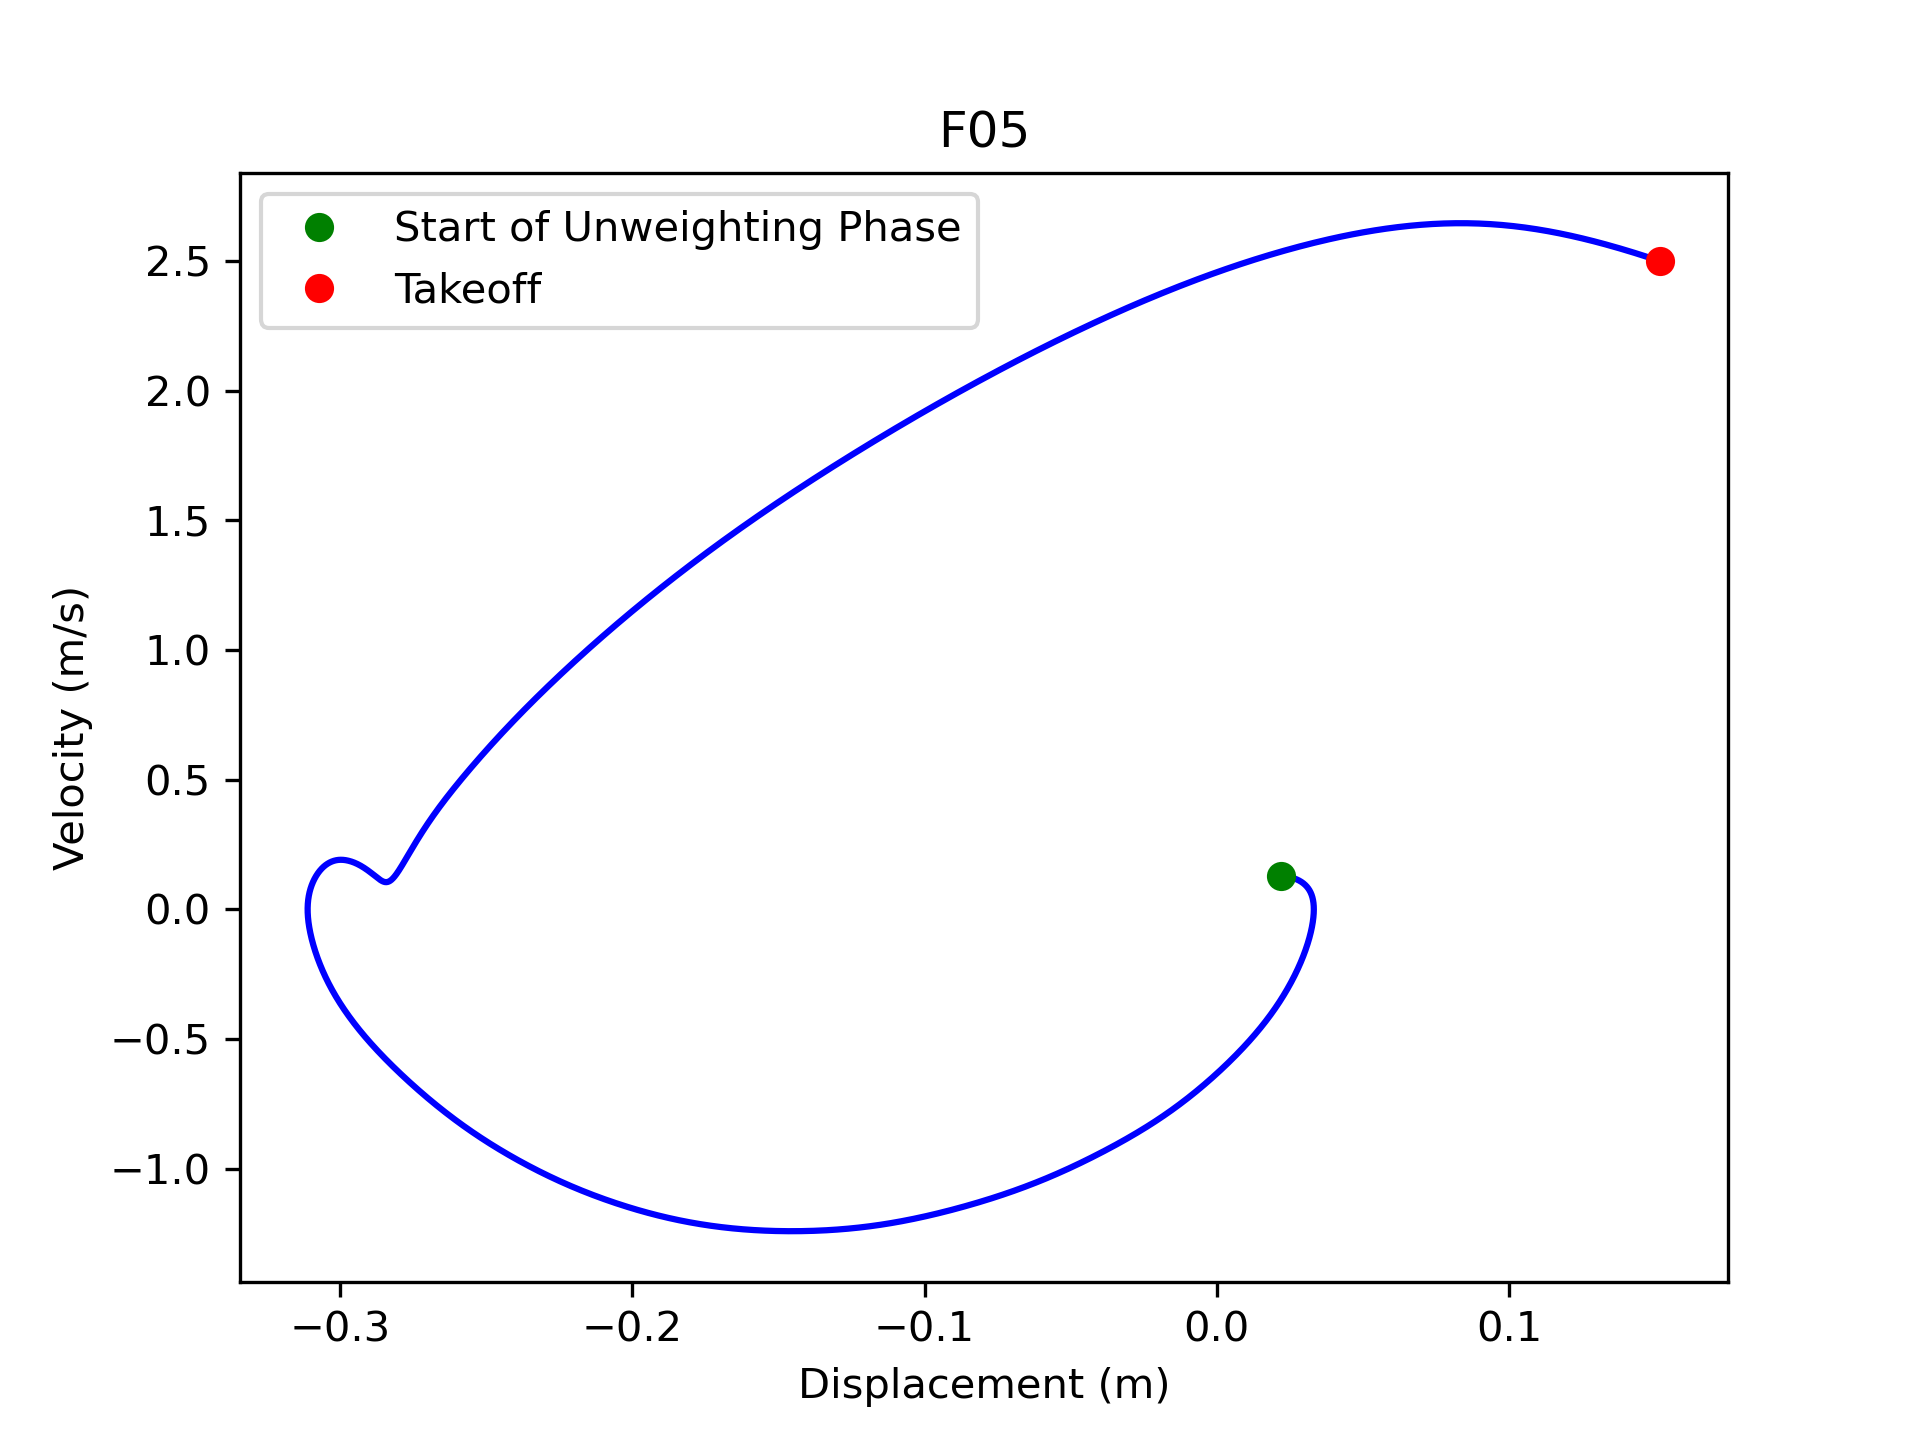 F05
Start of Unweighting Phase
Takeoff
2.5
2.0
1.5
1.0
0.5
0.0
−0.5
−1.0
Velocity (m/s)
−0.3 −0.2 −0.1 0.0 0.1
Displacement (m)